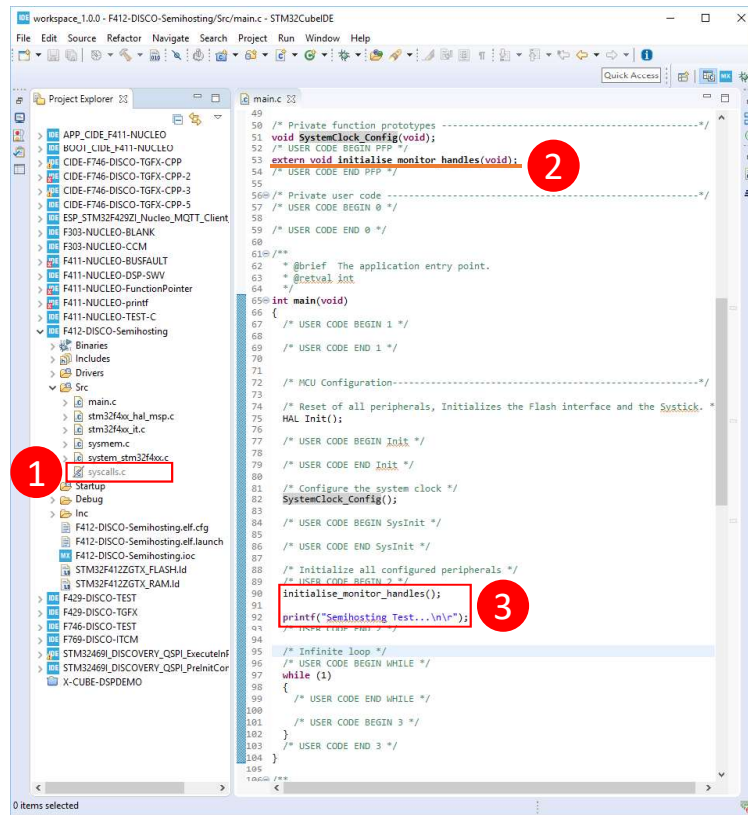 workspace_1.0.0 - F412-DISCO-Semihosting/Src/main.c - STM32CubeIDE
File Edit Source Refactor Navigate Search Project Run Window Help
Quick Access
Project Explorer
APP_CIDE_F411-NUCLEO
BOOT_CIDE_F411-NUCLEO
CIDE-F746-DISCO-TGFX-CPP
CIDE-F746-DISCO-TGFX-CPP-2
CIDE-F746-DISCO-TGFX-CPP-3
CIDE-F746-DISCO-TGFX-CPP-5
ESP_STM32F429ZI_Nucleo_MQTT_Client
F303-NUCLEO-BLANK
F303-NUCLEO-CCM
F411-NUCLEO-BUSFAULT
F411-NUCLEO-DSP-SWV
F411-NUCLEO-FunctionPointer
F411-NUCLEO-printf
F411-NUCLEO-TEST-C
F412-DISCO-Semihosting
Binaries
Includes
Drivers
Src
main.c
stm32f4xx_hal_msp.c
stm32f4xx_it.c
sysmem.c
system_stm32f4xx.c
1
syscalls.c
Startup
Debug
Inc
F412-DISCO-Semihosting.elf.cfg
F412-DISCO-Semihosting.elf.launch
F412-DISCO-Semihosting.ioc
STM32F412ZGTX_FLASH.ld
STM32F412ZGTX_RAM.ld
F429-DISCO-TEST
F429-DISCO-TGFX
F746-DISCO-TEST
F769-DISCO-ITCM
STM32469I_DISCOVERY_QSPI_ExecuteInF
STM32469I_DISCOVERY_QSPI_PreInitCor
X-CUBE-DSPDEMO
main.c
49
50 /* Private function prototypes -----------------------------------------------*/
51 void SystemClock_Config(void);
52 /* USER CODE BEGIN PFP */
53 extern void initialise_monitor_handles(void);
2
54 /* USER CODE END PFP */
55
56 /* Private user code ---------------------------------------------------------*/
57 /* USER CODE BEGIN 0 */
58
59 /* USER CODE END 0 */
60
61 /**
62 * @brief The application entry point.
63 * @retval int
64 */
65 int main(void)
66 {
67 /* USER CODE BEGIN 1 */
68
69 /* USER CODE END 1 */
70
71
72 /* MCU Configuration--------------------------------------------------------*/
73
74 /* Reset of all peripherals, Initializes the Flash interface and the Systick. *
75 HAL_Init();
76
77 /* USER CODE BEGIN Init */
78
79 /* USER CODE END Init */
80
81 /* Configure the system clock */
82 SystemClock_Config();
83
84 /* USER CODE BEGIN SysInit */
85
86 /* USER CODE END SysInit */
87
88 /* Initialize all configured peripherals */
89 /* USER CODE BEGIN 2 */
90 initialise_monitor_handles();
91
3
92 printf("Semihosting Test...\n\r");
93 /* USER CODE END 2 */
94
95 /* Infinite loop */
96 /* USER CODE BEGIN WHILE */
97 while (1)
98 {
99 /* USER CODE END WHILE */
100
101 /* USER CODE BEGIN 3 */
102 }
103 /* USER CODE END 3 */
104 }
105
106 /**
0 items selected